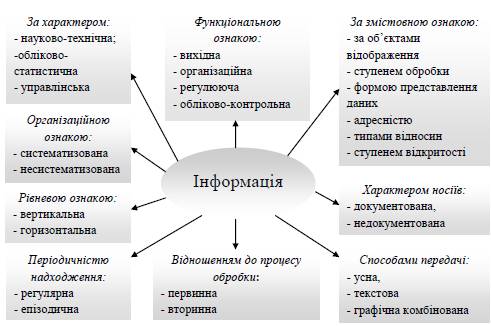 За характером:
- науково-технічна;
-обліково-
статистична
- управлінська
Функціональною
ознакою:
- вихідна
- організаційна
- регулююча
- обліково-контрольна
За змістовною ознакою:
- за об’єктами
відображення
- ступенем обробки
- формою представлення
даних
- адресністю
- типами відносин
- ступенем відкритості
Організаційною
ознакою:
- систематизована
- несистематизована
Інформація
Рівневою ознакою:
- вертикальна
- горизонтальна
Характером носіїв:
- документована,
- недокументована
Періодичністю
надходження:
- регулярна
- епізодична
Відношенням до процесу
обробки:
- первинна
- вторинна
Способами передачі:
- усна,
- текстова
- графічна комбінована